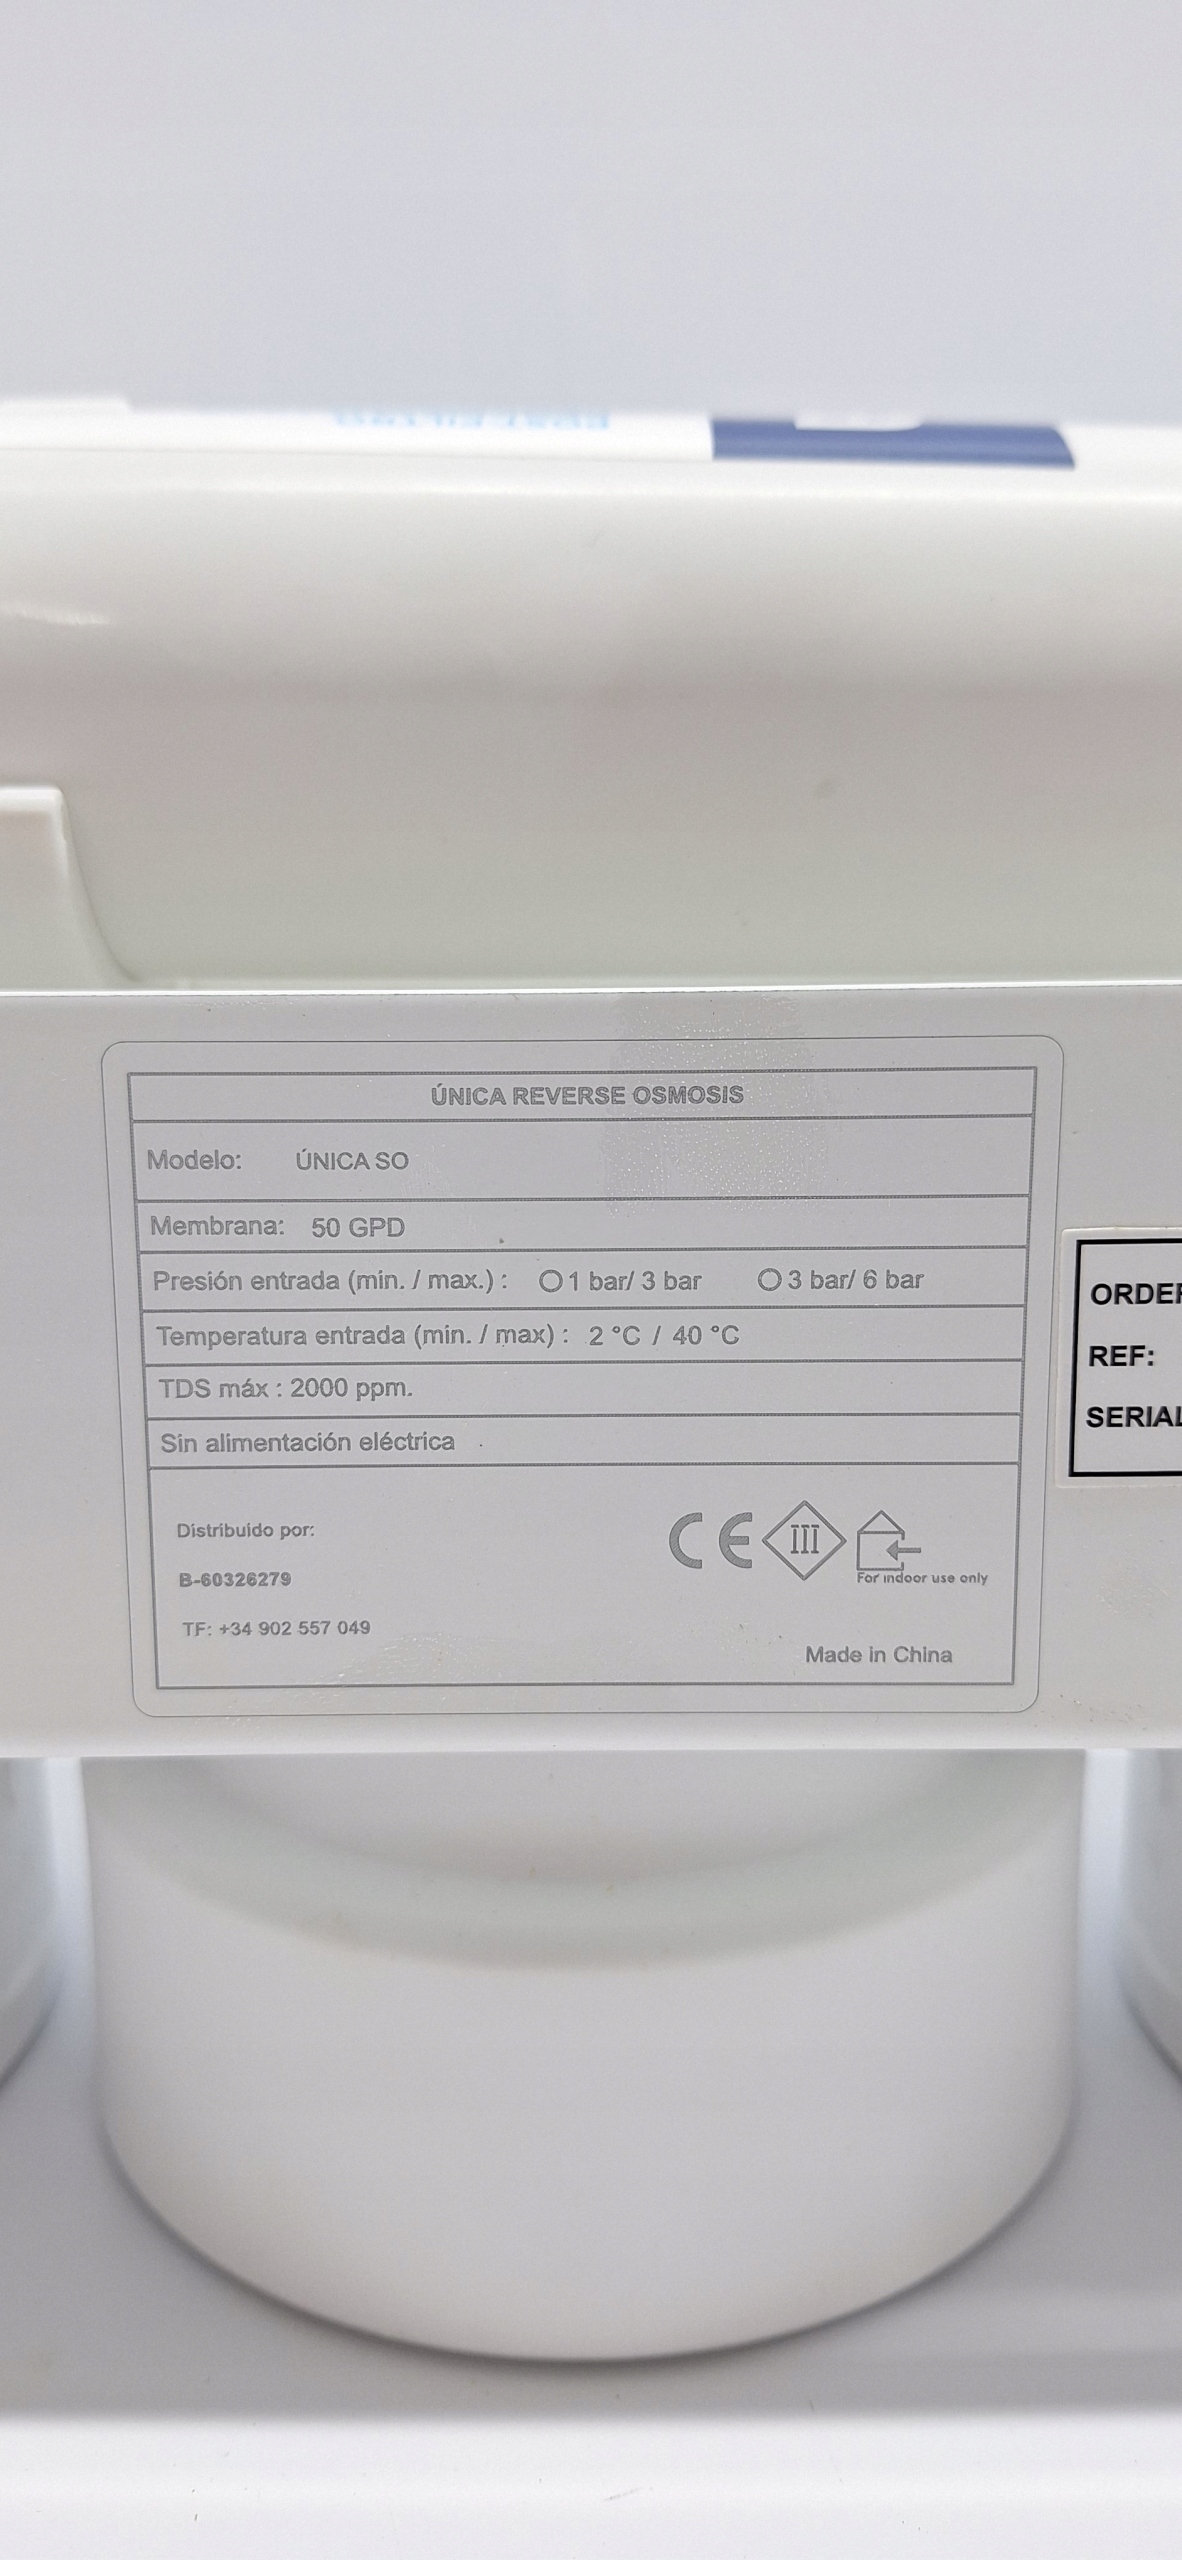 ÚNICA REVERSE OSMOSIS
Modelo: ÚNICA SO
Membrana: 50 GPD
Presión entrada (min. / max.) : O 1 bar/ 3 bar O 3 bar/ 6 bar
Temperatura entrada (min. / max) : 2 °C / 40 °C
TDS máx : 2000 ppm.
Sin alimentación eléctrica
Distribuido por:
B-60326279
TF: +34 902 557 049
CE III
For indoor use only
Made in China
REF: